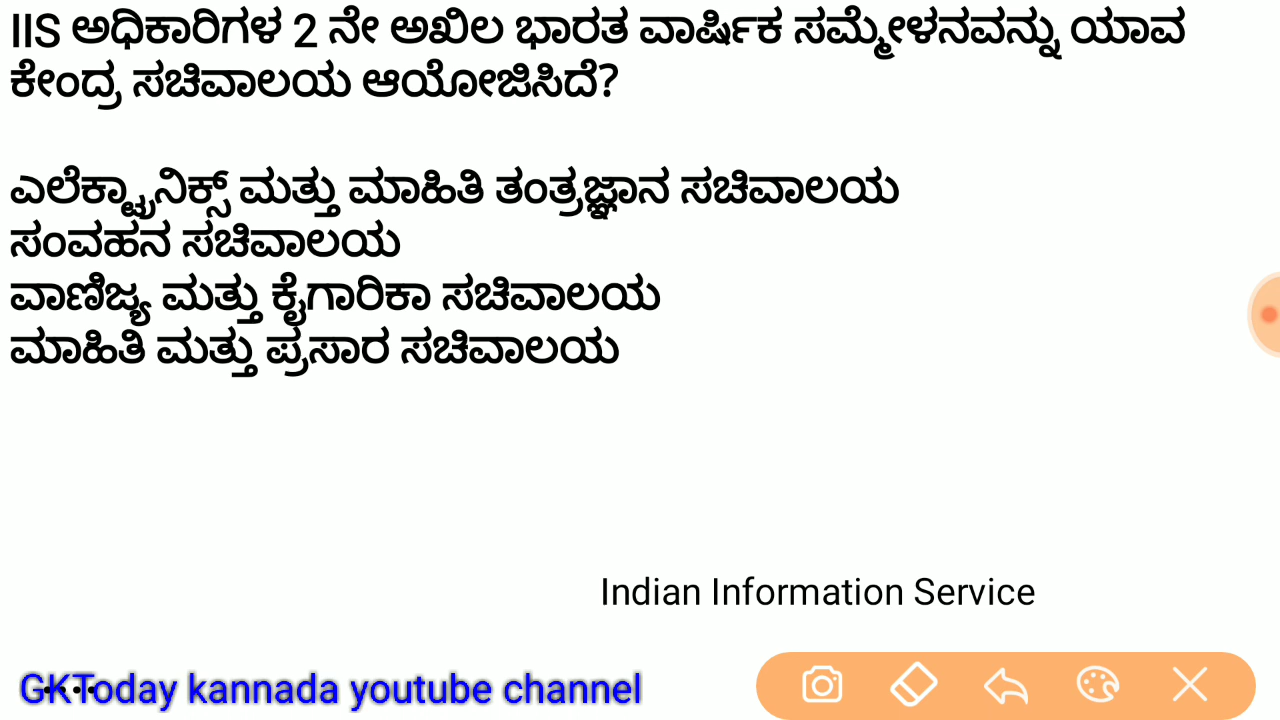 IIS ಅಧಿಕಾರಿಗಳ 2 ನೇ ಅಖಿಲ ಭಾರತ ವಾರ್ಷಿಕ ಸಮ್ಮೇಳನವನ್ನು ಯಾವ
ಕೇಂದ್ರ ಸಚಿವಾಲಯ ಆಯೋಜಿಸಿದೆ?
ಎಲೆಕ್ಟ್ರಾನಿಕ್ಸ್ ಮತ್ತು ಮಾಹಿತಿ ತಂತ್ರಜ್ಞಾನ ಸಚಿವಾಲಯ
ಸಂವಹನ ಸಚಿವಾಲಯ
ವಾಣಿಜ್ಯ ಮತ್ತು ಕೈಗಾರಿಕಾ ಸಚಿವಾಲಯ
ಮಾಹಿತಿ ಮತ್ತು ಪ್ರಸಾರ ಸಚಿವಾಲಯ
Indian Information Service
GKToday kannada youtube channel